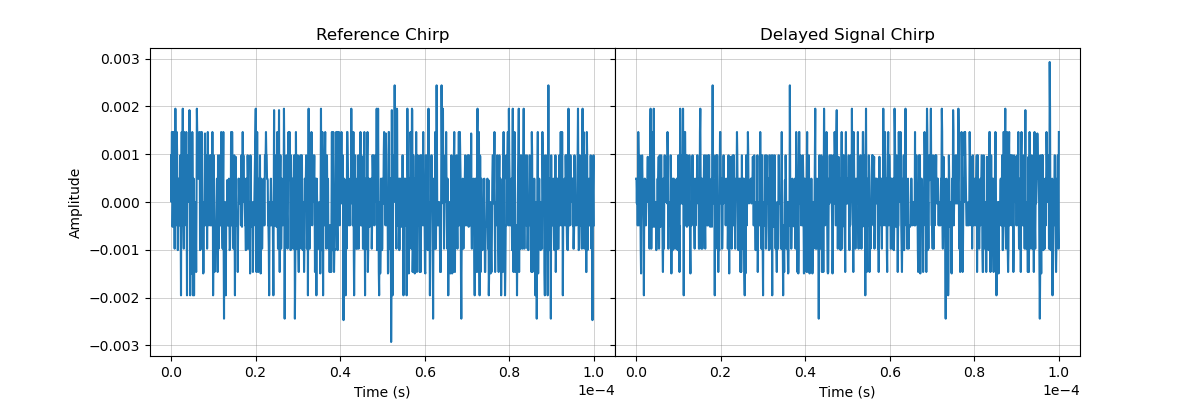 Reference Chirp
Delayed Signal Chirp
Amplitude
0.003
0.002
0.001
0.000
−0.001
−0.002
−0.003
0.0 0.2 0.4 0.6 0.8 1.0
1e−4
Time (s)
0.0 0.2 0.4 0.6 0.8 1.0
1e−4
Time (s)